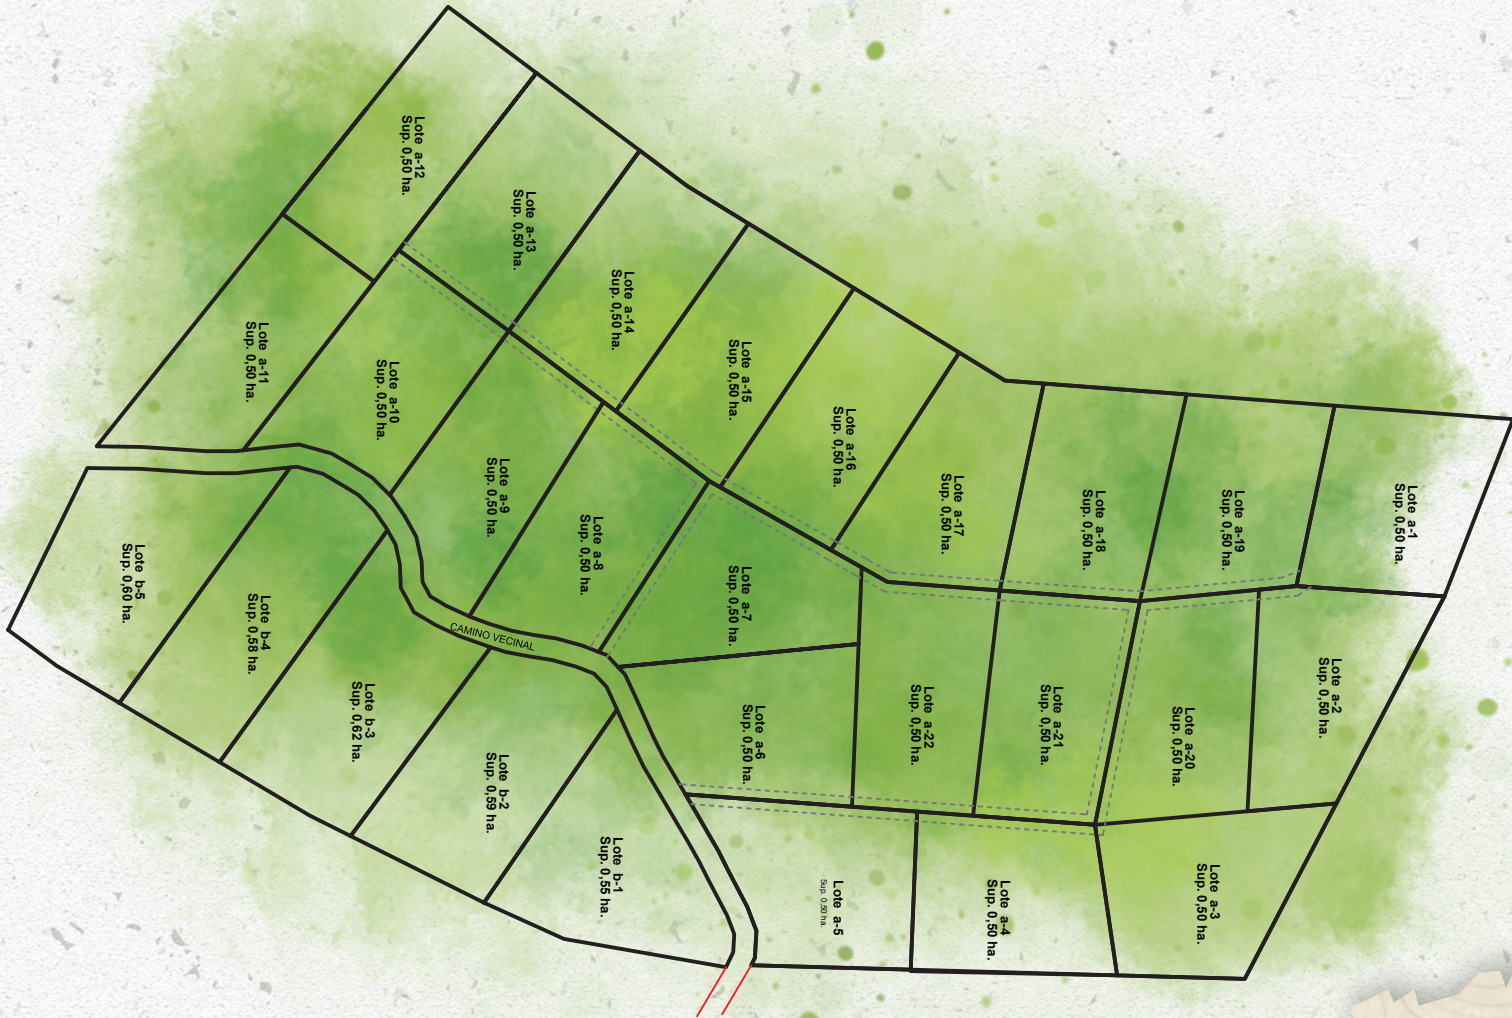 Lote a-12
Sup. 0,50 ha.
Lote a-13
Sup. 0,50 ha.
Lote a-14
Sup. 0,50 ha.
Lote a-15
Sup. 0,50 ha.
Lote a-16
Sup. 0,50 ha.
Lote a-17
Sup. 0,50 ha.
Lote a-18
Sup. 0,50 ha.
Lote a-19
Sup. 0,50 ha.
Lote a-1
Sup. 0,50 ha.
Lote a-11
Sup. 0,50 ha.
Lote a-10
Sup. 0,50 ha.
Lote a-9
Sup. 0,50 ha.
Lote a-8
Sup. 0,50 ha.
Lote a-7
Sup. 0,50 ha.
Lote a-6
Sup. 0,50 ha.
Lote a-22
Sup. 0,50 ha.
Lote a-21
Sup. 0,50 ha.
Lote a-20
Sup. 0,50 ha.
Lote a-2
Sup. 0,50 ha.
CAMINO VECINAL
Lote b-5
Sup. 0,60 ha.
Lote b-4
Sup. 0,58 ha.
Lote b-3
Sup. 0,62 ha.
Lote b-2
Sup. 0,59 ha.
Lote b-1
Sup. 0,55 ha.
Lote a-5
Sup. 0,50 ha.
Lote a-4
Sup. 0,50 ha.
Lote a-3
Sup. 0,50 ha.